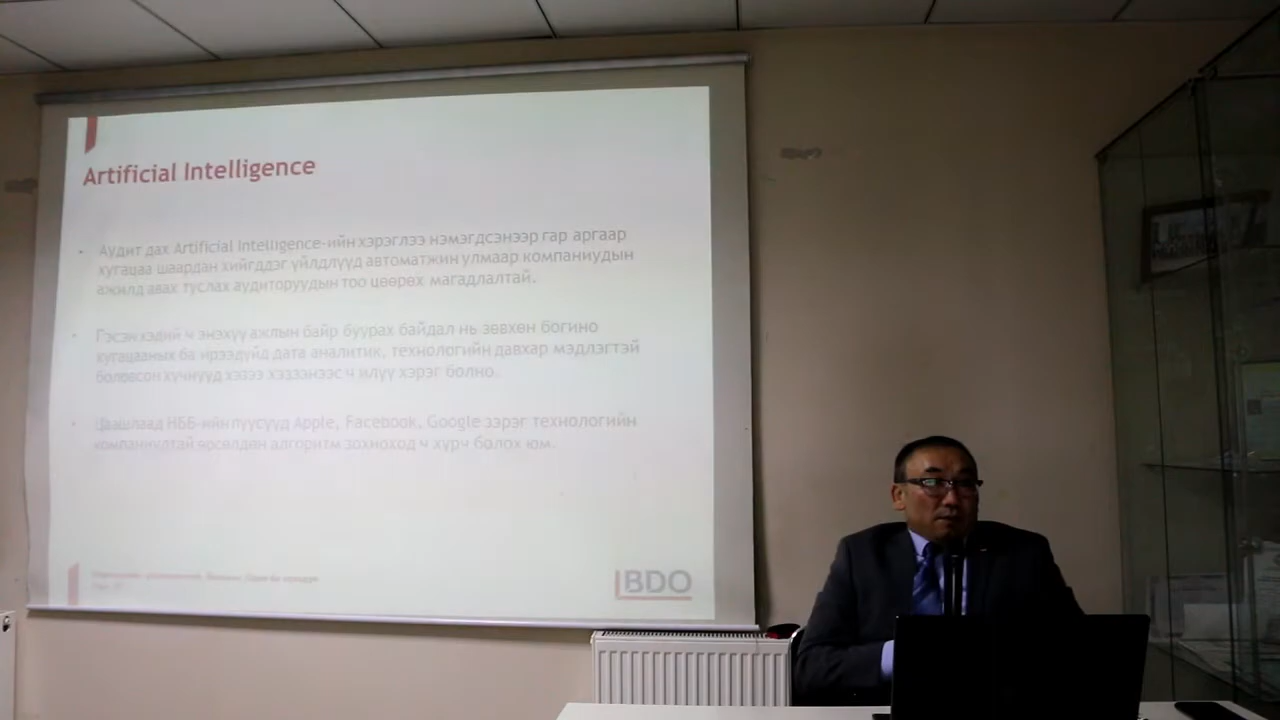 Artificial Intelligence
Аудит дах Artificial Intelligence-ийн хэрэглээ нэмэгдсэнээр гар аргаар
хугацаа шаардан хийгддэг үйлдлүүд автоматжин улмаар компаниудын
ажилд авах туслах аудиторуудын тоо цөөрөх магадлалтай.
Гэсэн хэдий ч энэхүү ажлын байр буурах байдал нь зөвхөн богино
хугацааных ба ирээдүйд дата аналитик, технологийн давхар мэдлэгтэй
боловсон хүчнүүд хэзээ хэзээнээс ч илүү хэрэг болно.
Цаашлаад НББ-ийн луусууд Apple, Facebook, Google зэрэг технологийн
компаниудтай өрсөлдөн алгоритм зохиоход ч хүрч болох юм.
BDO